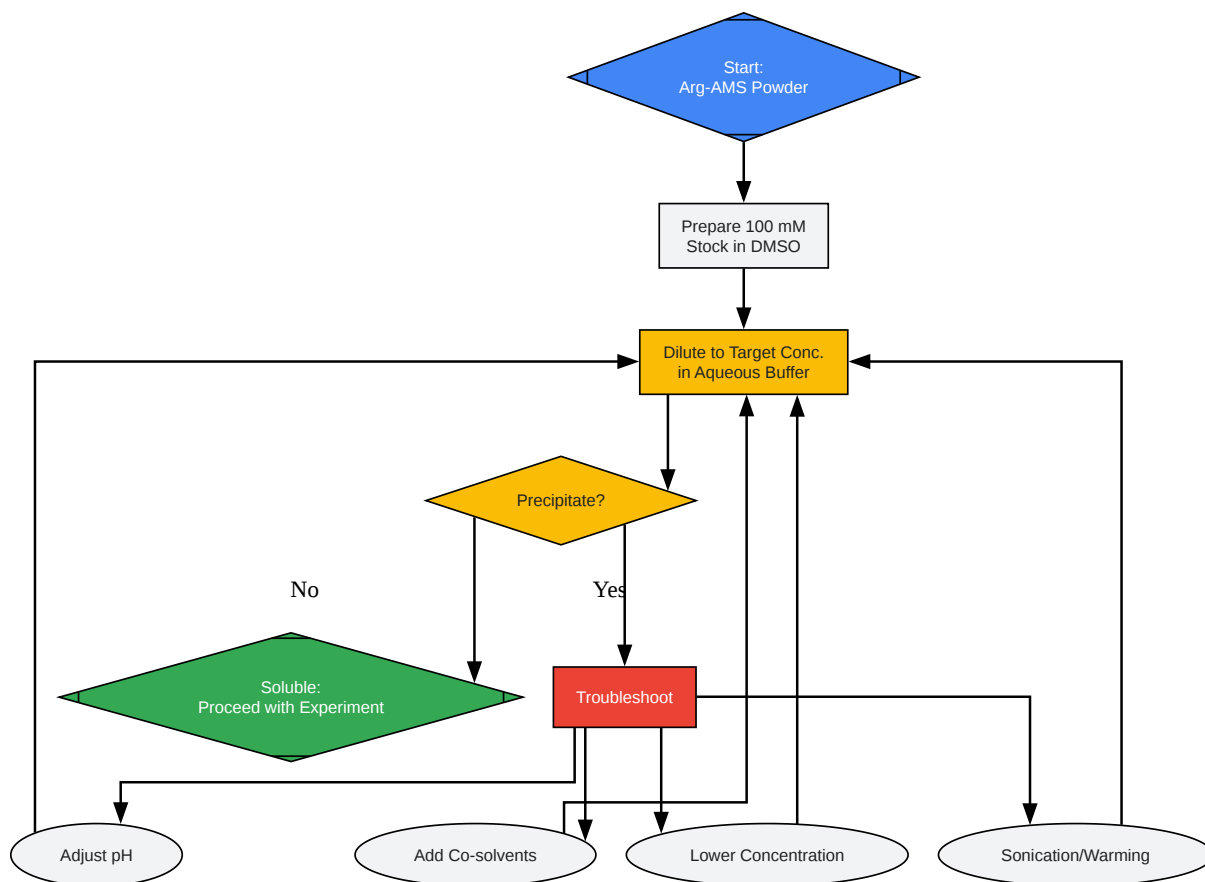 Start:
Arg-AMS Powder
Prepare 100 mM
Stock in DMSO
Dilute to Target Conc.
in Aqueous Buffer
Precipitate?
No
Yes
Soluble:
Proceed with Experiment
Troubleshoot
Adjust pH
Add Co-solvents
Lower Concentration
Sonication/Warming